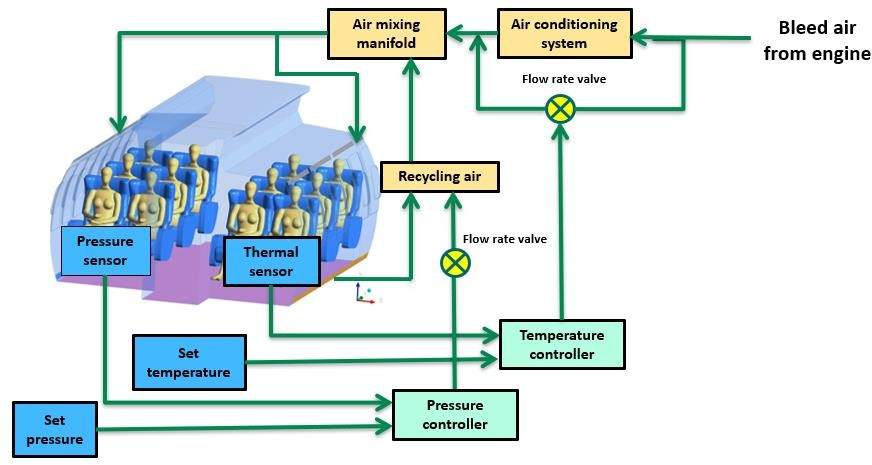 Air mixing
manifold
Air conditioning
system
Bleed air
from engine
Flow rate valve
Recycling air
Flow rate valve
Pressure
sensor
Thermal
sensor
Set
temperature
Temperature
controller
Set
pressure
Pressure
controller